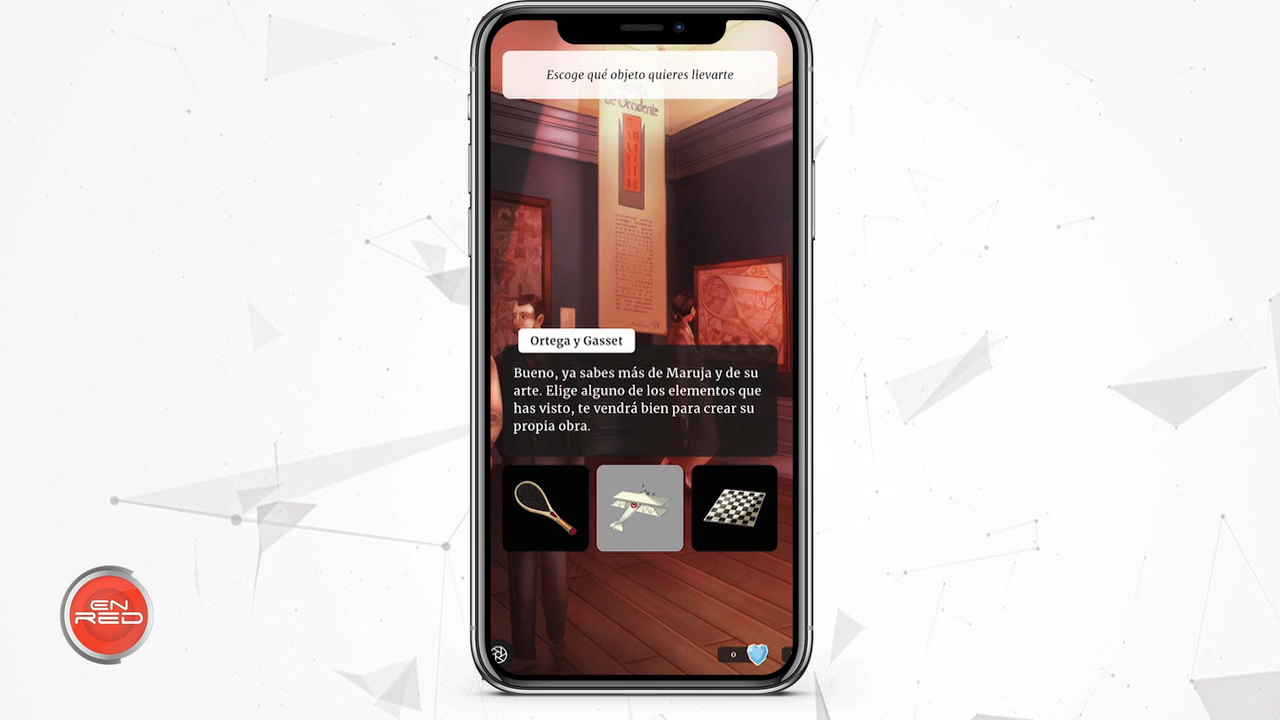 Escoge qué objeto quieres llevarte
de Occidente
Ortega y Gasset
Bueno, ya sabes más de Maruja y de su
arte. Elige alguno de los elementos que
has visto, te vendrá bien para crear su
propia obra.
0
EN
RED